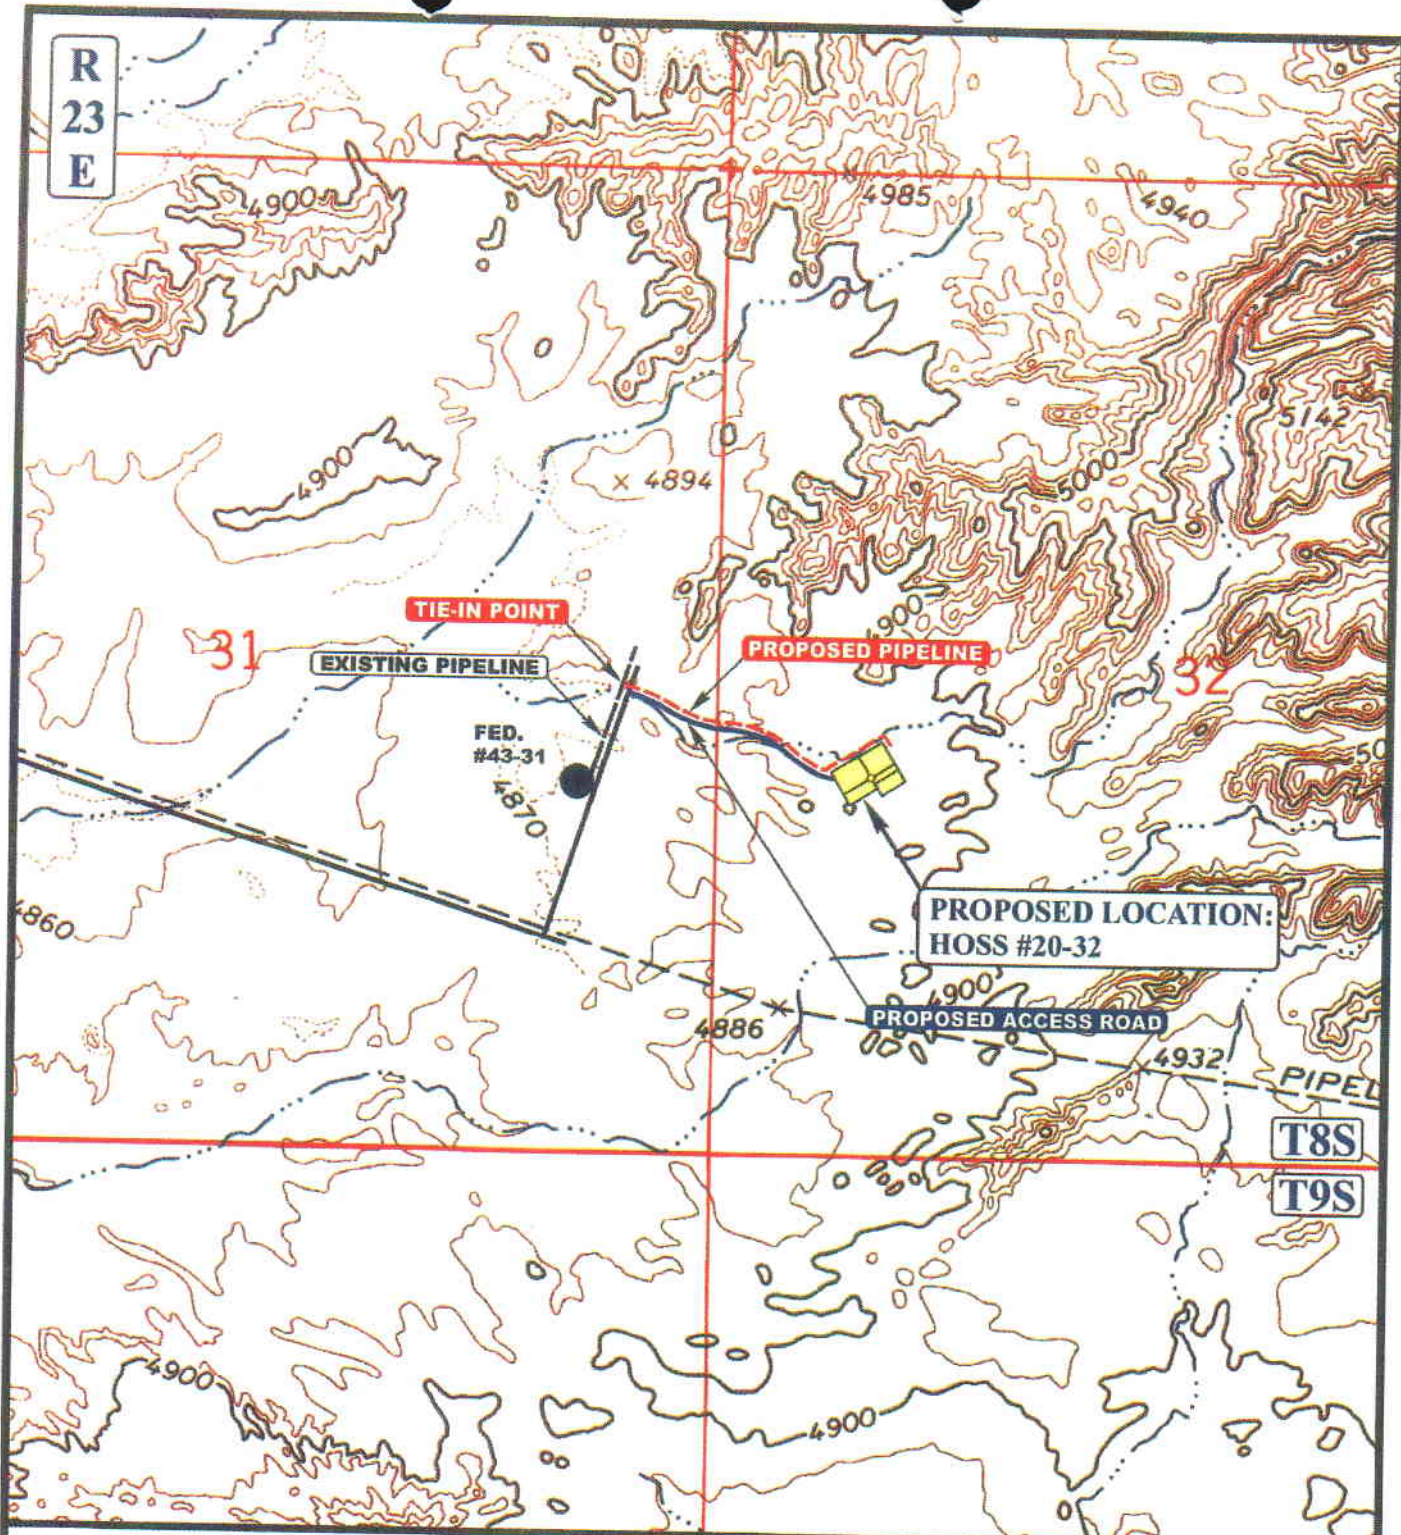 R
23
E
4900
4985
4940
5142
4900
5000
4894
4900
TIE-IN POINT
31
PROPOSED PIPELINE
EXISTING PIPELINE
32
FED.
#43-31
50
4870
4860
PROPOSED LOCATION:
HOSS #20-32
4900
PROPOSED ACCESS ROAD
4886
4932
PIPEL
T8S
T9S
4900
4900